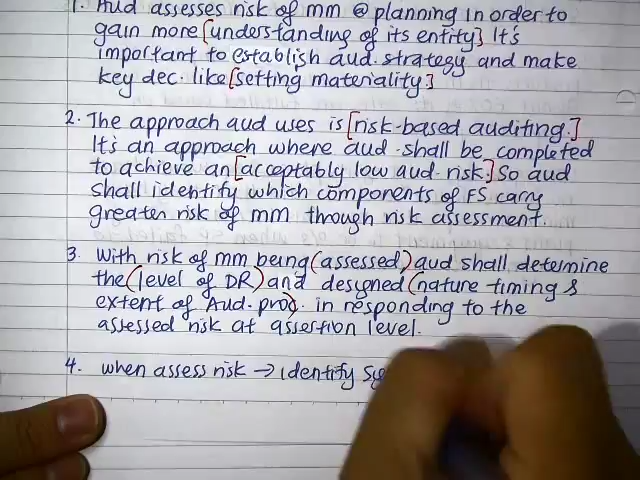 1. Aud assesses risk of mm @ planning in order to
gain more [understanding of its entity] It's
important to establish aud. strategy and make
key dec. like [setting materiality]
2. The approach aud uses is [risk-based auditing.]
It's an approach where aud shall be completed
to achieve an [acceptably low aud. risk.] So aud
shall identify which components of FS carry
greater risk of mm through risk assessment.
3. With risk of mm being (assessed) aud shall determine
the (level of DR) and designed (nature timing &
extent of Aud. proc). in responding to the
assessed risk at assertion level.
4. when assess risk → identify